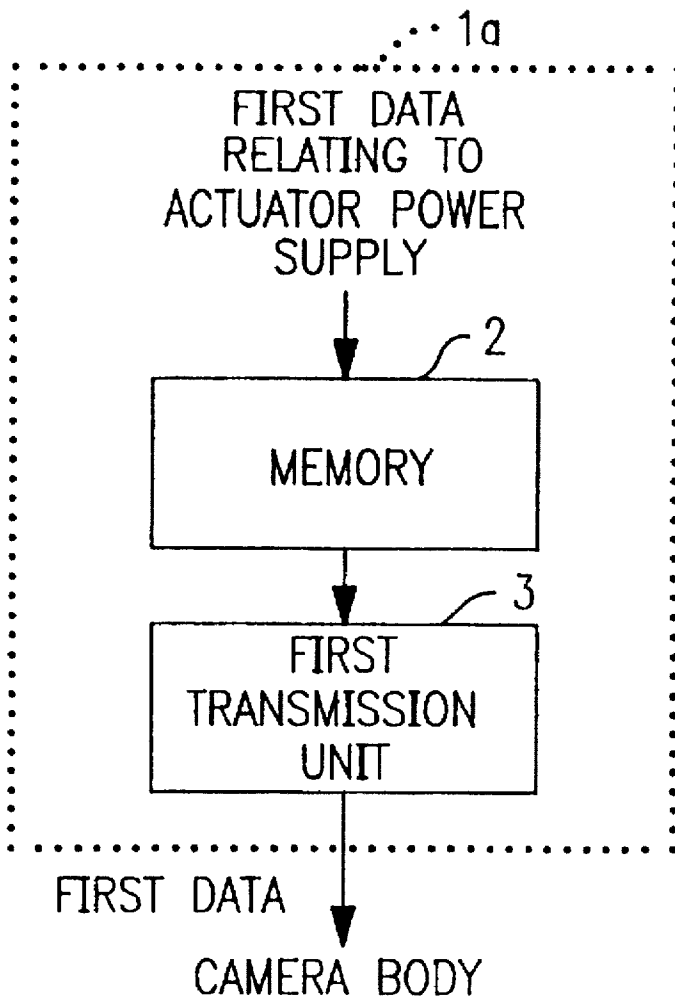 1a
FIRST DATA
RELATING TO
ACTUATOR POWER
SUPPLY
2
MEMORY
3
FIRST
TRANSMISSION
UNIT
FIRST DATA
CAMERA BODY